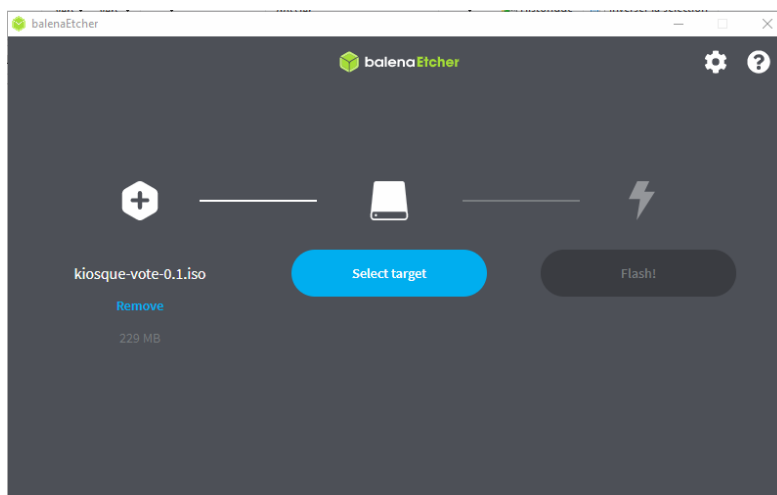 balenaEtcher
balenaEtcher
kiosque-vote-0.1.iso
Remove
229 MB
Select target
Flash!